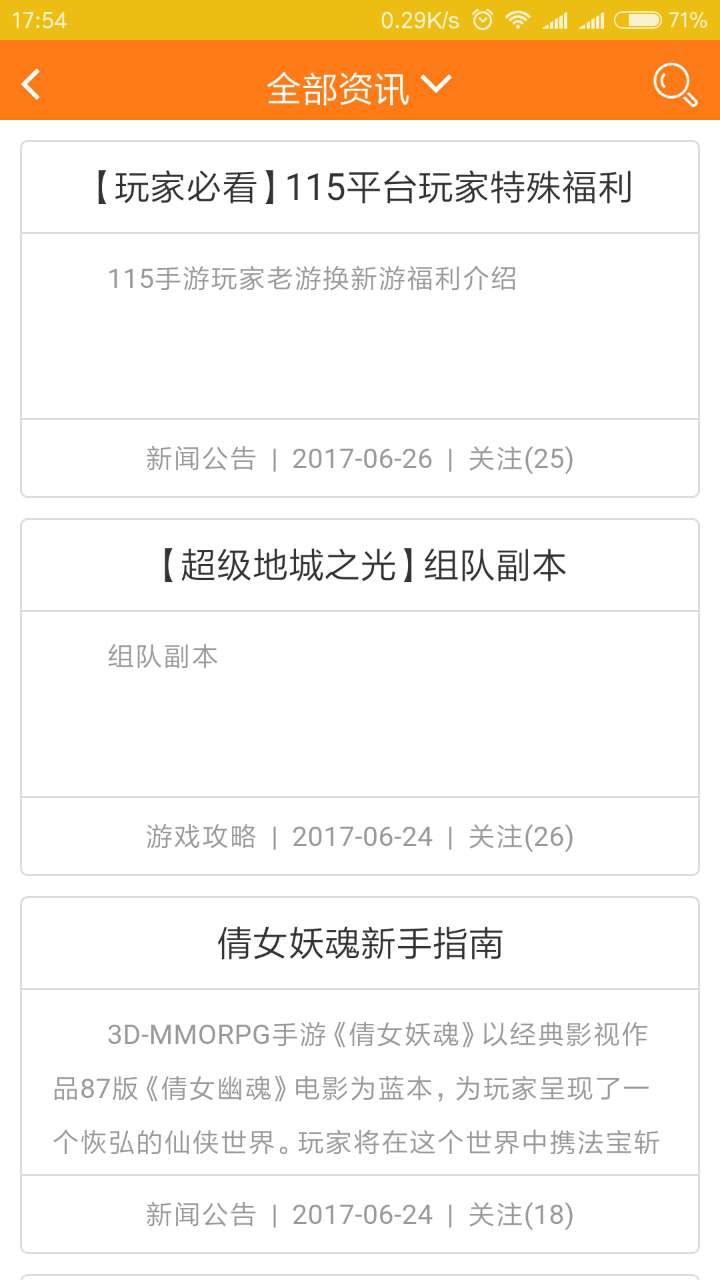 17:54 0.29K/s 71%
全部资讯
【玩家必看】115平台玩家特殊福利
115手游玩家老游换新游福利介绍
新闻公告 | 2017-06-26 | 关注(25)
【超级地城之光】组队副本
组队副本
游戏攻略 | 2017-06-24 | 关注(26)
倩女妖魂新手指南
3D-MMORPG手游《倩女妖魂》以经典影视作
品87版《倩女幽魂》电影为蓝本，为玩家呈现了一
个恢弘的仙侠世界。玩家将在这个世界中携法宝斩
新闻公告 | 2017-06-24 | 关注(18)